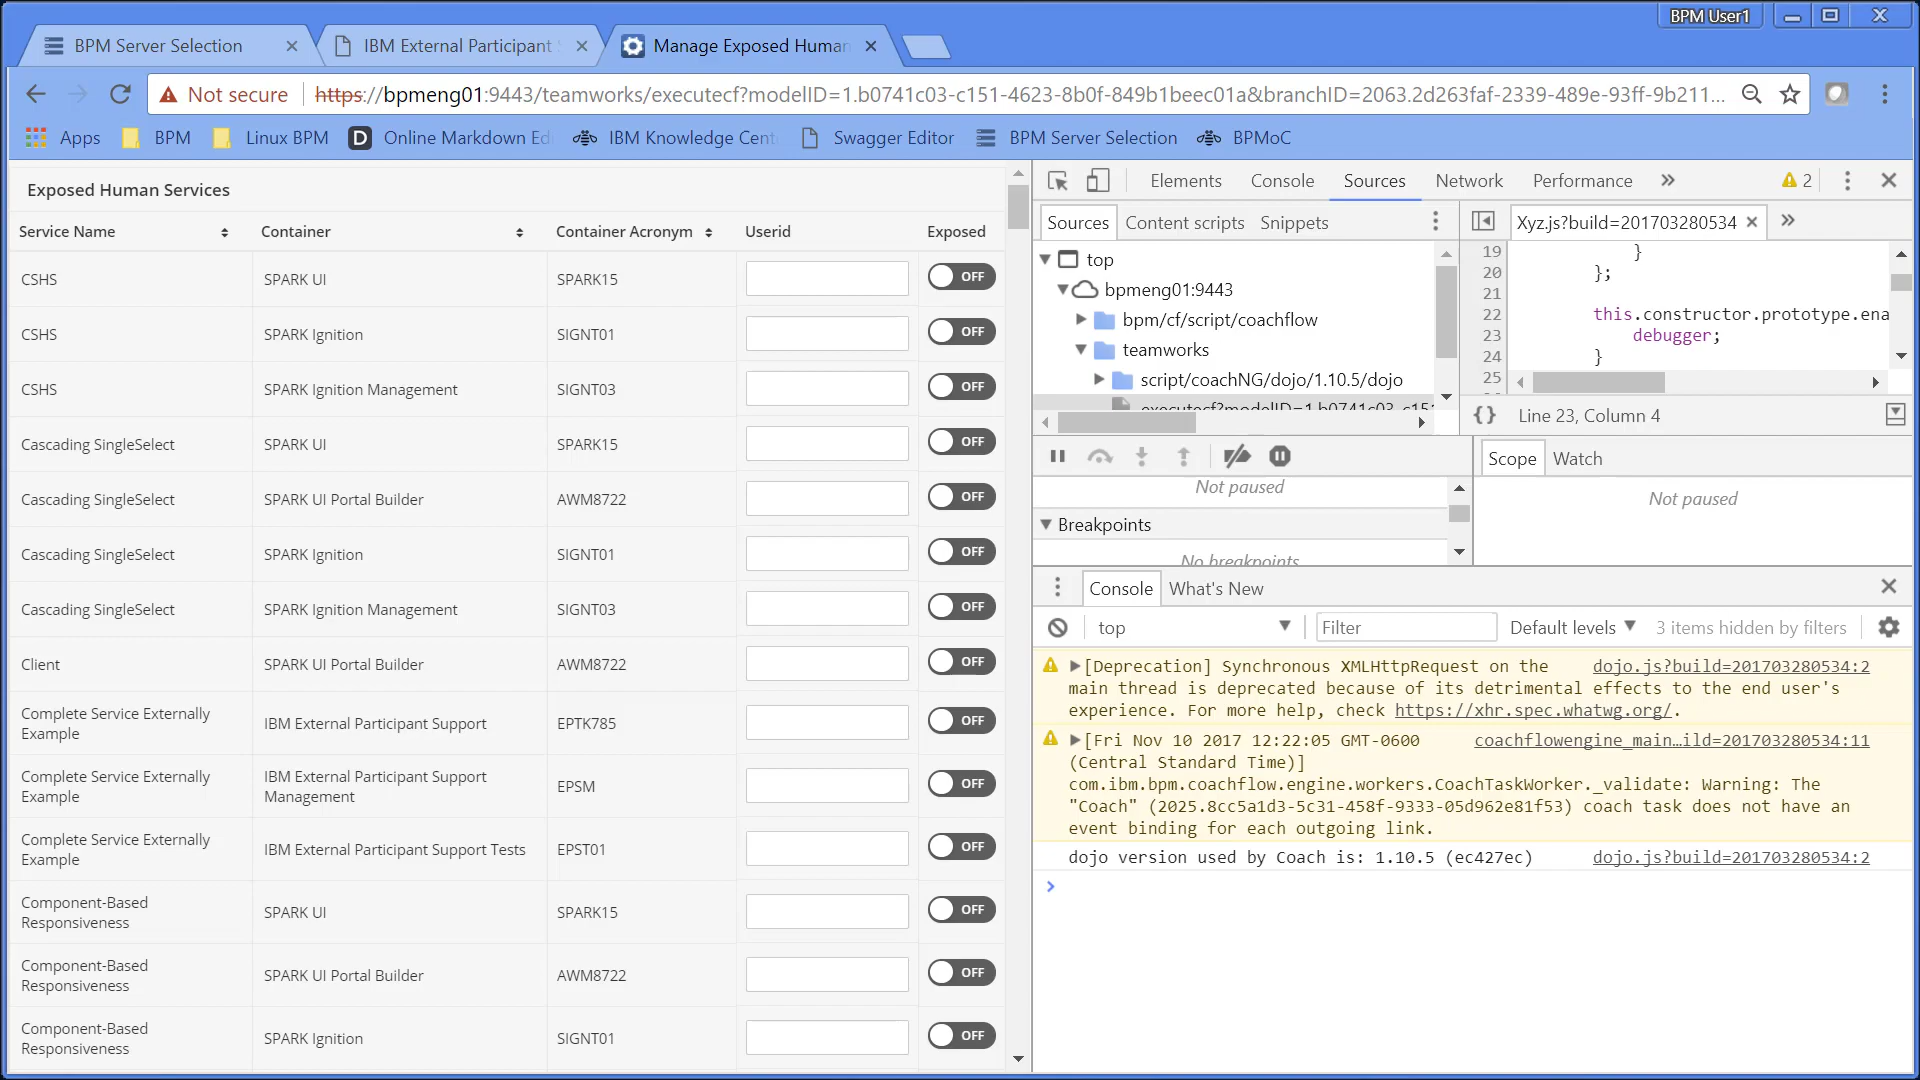 BPM User1
BPM Server Selection
IBM External Participant
Manage Exposed Human
Not secure
https://bpmeng01:9443/teamworks/executecf?modelID=1.b0741c03-c151-4623-8b0f-849b1beec01a&branchID=2063.2d263faf-2339-489e-93ff-9b211...
Apps
BPM
Linux BPM
Online Markdown Ed
IBM Knowledge Cent
Swagger Editor
BPM Server Selection
BPMoC
Exposed Human Services
Service Name Container Container Acronym Userid Exposed
CSHS SPARK UI SPARK15 OFF
CSHS SPARK Ignition SIGNT01 OFF
CSHS SPARK Ignition Management SIGNT03 OFF
Cascading SingleSelect SPARK UI SPARK15 OFF
Cascading SingleSelect SPARK UI Portal Builder AWM8722 OFF
Cascading SingleSelect SPARK Ignition SIGNT01 OFF
Cascading SingleSelect SPARK Ignition Management SIGNT03 OFF
Client SPARK UI Portal Builder AWM8722 OFF
Complete Service Externally
Example
IBM External Participant Support EPTK785 OFF
Complete Service Externally
Example
IBM External Participant Support
Management
EPSM OFF
Complete Service Externally
Example
IBM External Participant Support Tests EPST01 OFF
Component-Based
Responsiveness
SPARK UI SPARK15 OFF
Component-Based
Responsiveness
SPARK UI Portal Builder AWM8722 OFF
Component-Based
Responsiveness
SPARK Ignition SIGNT01 OFF
Elements Console Sources Network Performance » 2
Sources Content scripts Snippets
top
bpmeng01:9443
bpm/cf/script/coachflow
teamworks
script/coachNG/dojo/1.10.5/dojo
executecf?modelID=1.b0741c03-c151
Xyz.js?build=201703280534 »
19 }
20 };
21
22 this.constructor.prototype.ena
23 debugger;
24 }
25
{} Line 23, Column 4
Not paused
Breakpoints
No breakpoints
Scope Watch
Not paused
Console What's New
top Filter Default levels 3 items hidden by filters
[Deprecation] Synchronous XMLHttpRequest on the dojo.js?build=201703280534:2
main thread is deprecated because of its detrimental effects to the end user's
experience. For more help, check https://xhr.spec.whatwg.org/.
[Fri Nov 10 2017 12:22:05 GMT-0600 coachflowengine_main…ild=201703280534:11
(Central Standard Time)]
com.ibm.bpm.coachflow.engine.workers.CoachTaskWorker._validate: Warning: The
"Coach" (2025.8cc5a1d3-5c31-458f-9333-05d962e81f53) coach task does not have an
event binding for each outgoing link.
dojo version used by Coach is: 1.10.5 (ec427ec) dojo.js?build=201703280534:2